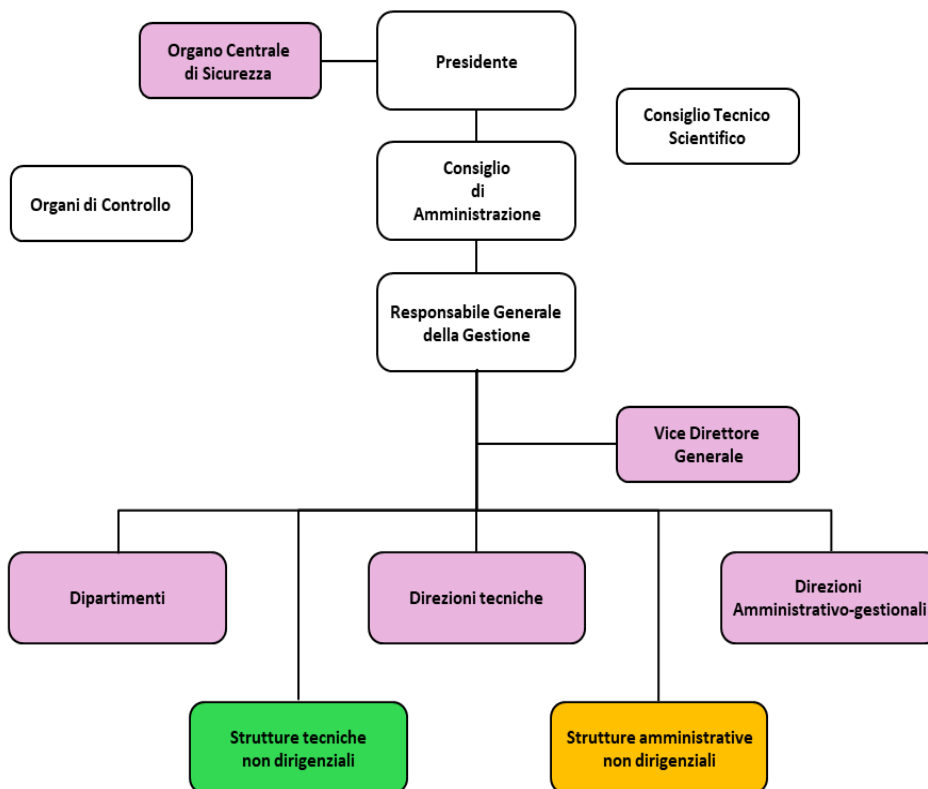 Organo Centrale
di Sicurezza
Presidente
Consiglio Tecnico
Scientifico
Consiglio
di
Amministrazione
Organi di Controllo
Responsabile Generale
della Gestione
Vice Direttore
Generale
Dipartimenti
Direzioni tecniche
Direzioni
Amministrativo-gestionali
Strutture tecniche
non dirigenziali
Strutture amministrative
non dirigenziali